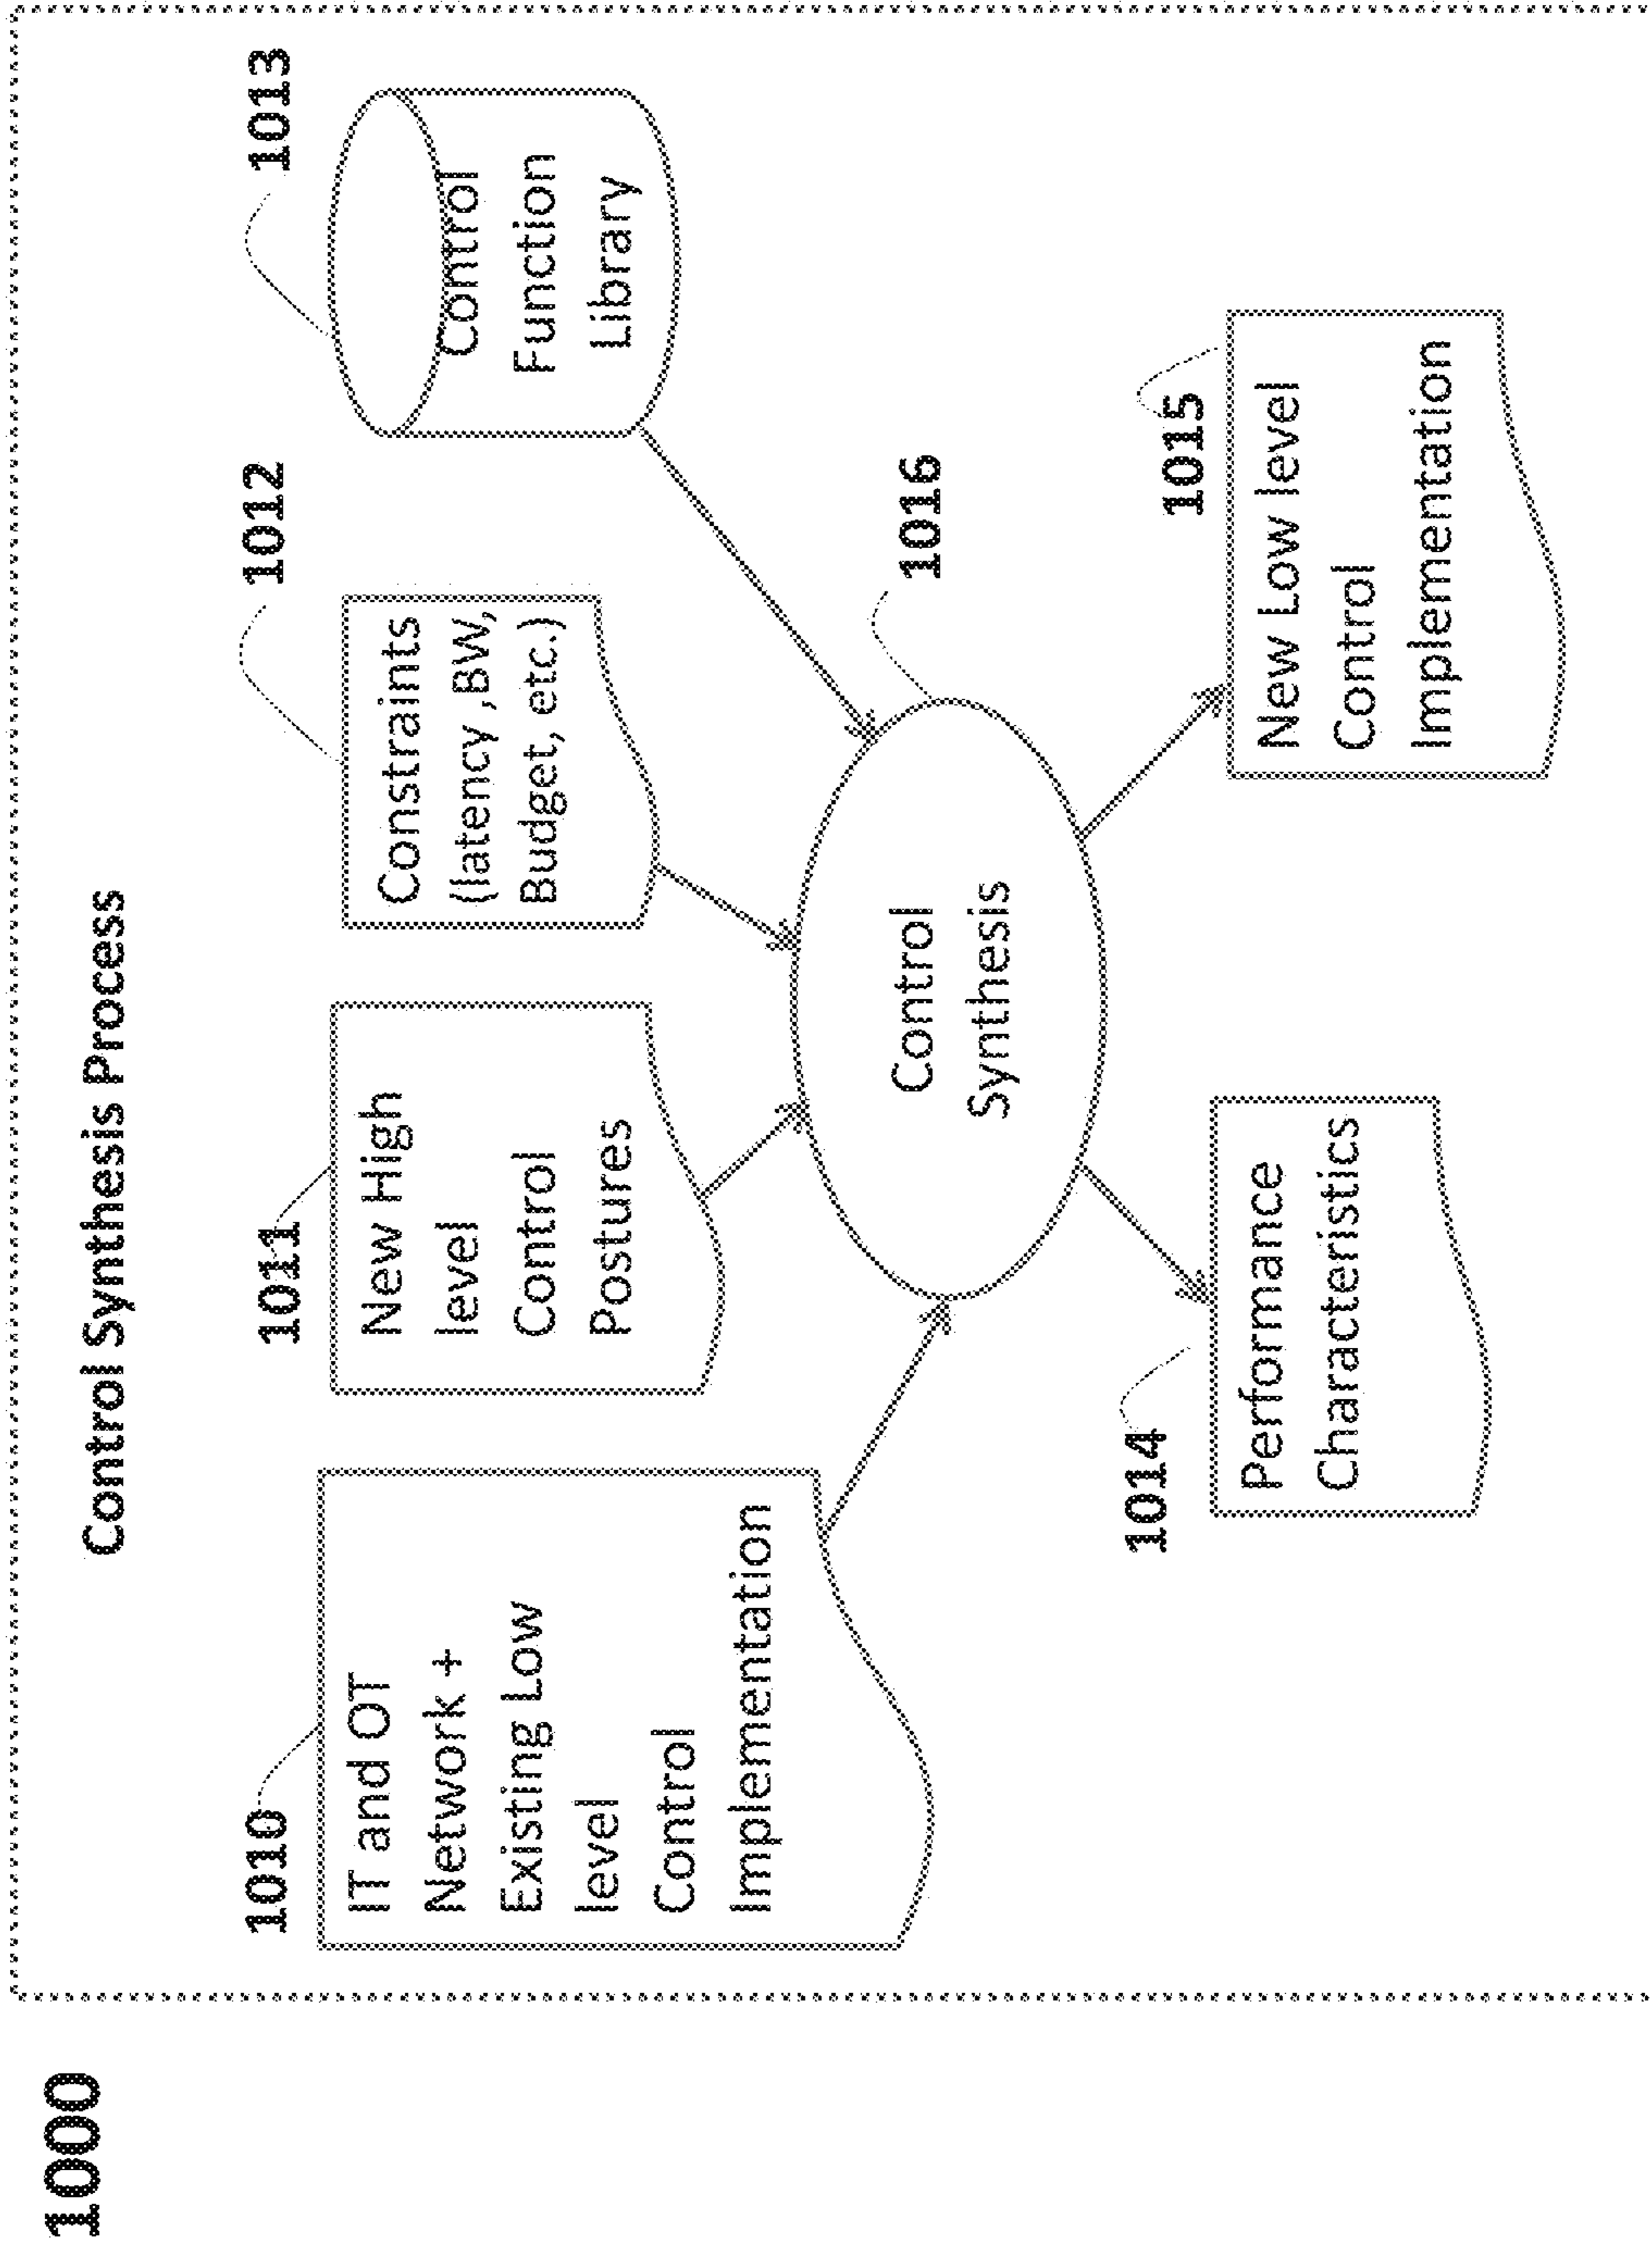 1000
Control Synthesis Process
1010
IT and OT
Network +
Existing Low
level
Control
Implementation
1011
New High
level
Control
Postures
1012
Constraints
(latency ,BW,
Budget, etc.)
1013
Control
Function
Library
1016
Control
Synthesis
1014
Performance
Characteristics
1015
New Low level
Control
Implementation